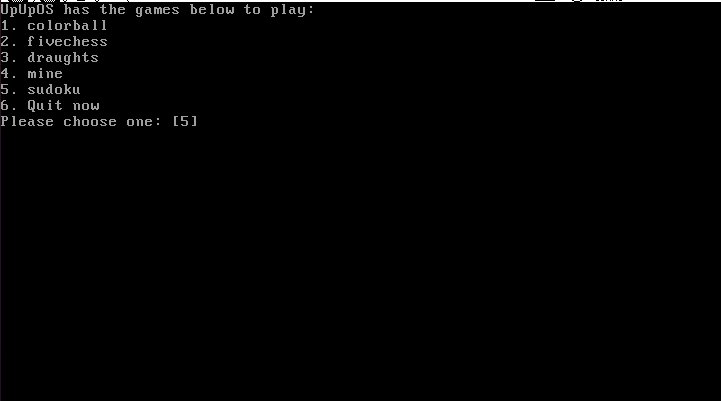 UpUpOS has the games below to play:
1. colorball
2. fivechess
3. draughts
4. mine
5. sudoku
6. Quit now
Please choose one: [5]